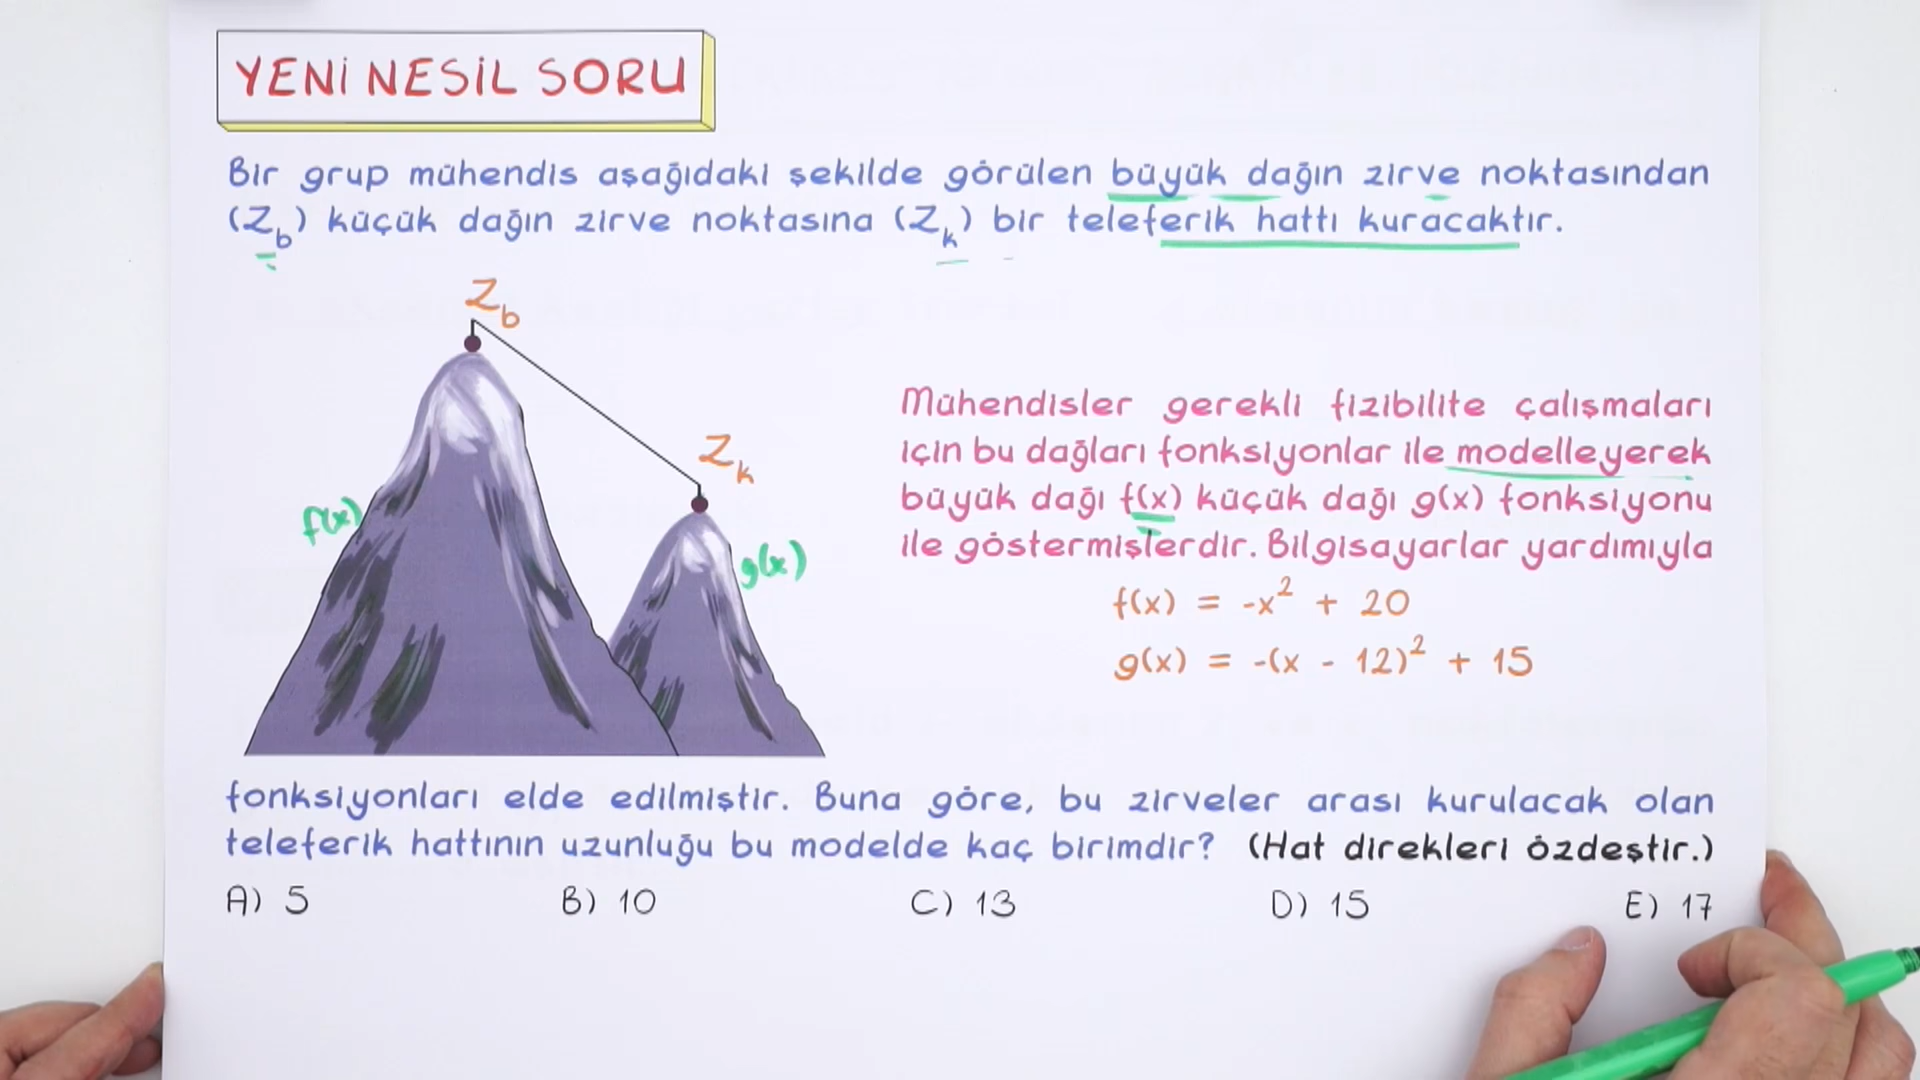 YENİ NESİL SORU
Bir grup mühendis aşağıdaki şekilde görülen büyük dağın zirve noktasından
(Z_b) küçük dağın zirve noktasına (Z_k) bir teleferik hattı kuracaktır.
Z_b
Z_k
f(x)
g(x)
Mühendisler gerekli fizibilite çalışmaları
için bu dağları fonksiyonlar ile modelleyerek
büyük dağı f(x) küçük dağı g(x) fonksiyonu
ile göstermişlerdir. Bilgisayarlar yardımıyla
f(x) = -x² + 20
g(x) = -(x - 12)² + 15
fonksiyonları elde edilmiştir. Buna göre, bu zirveler arası kurulacak olan
teleferik hattının uzunluğu bu modelde kaç birimdir? (Hat direkleri özdeştir.)
A) 5 B) 10 C) 13 D) 15 E) 17